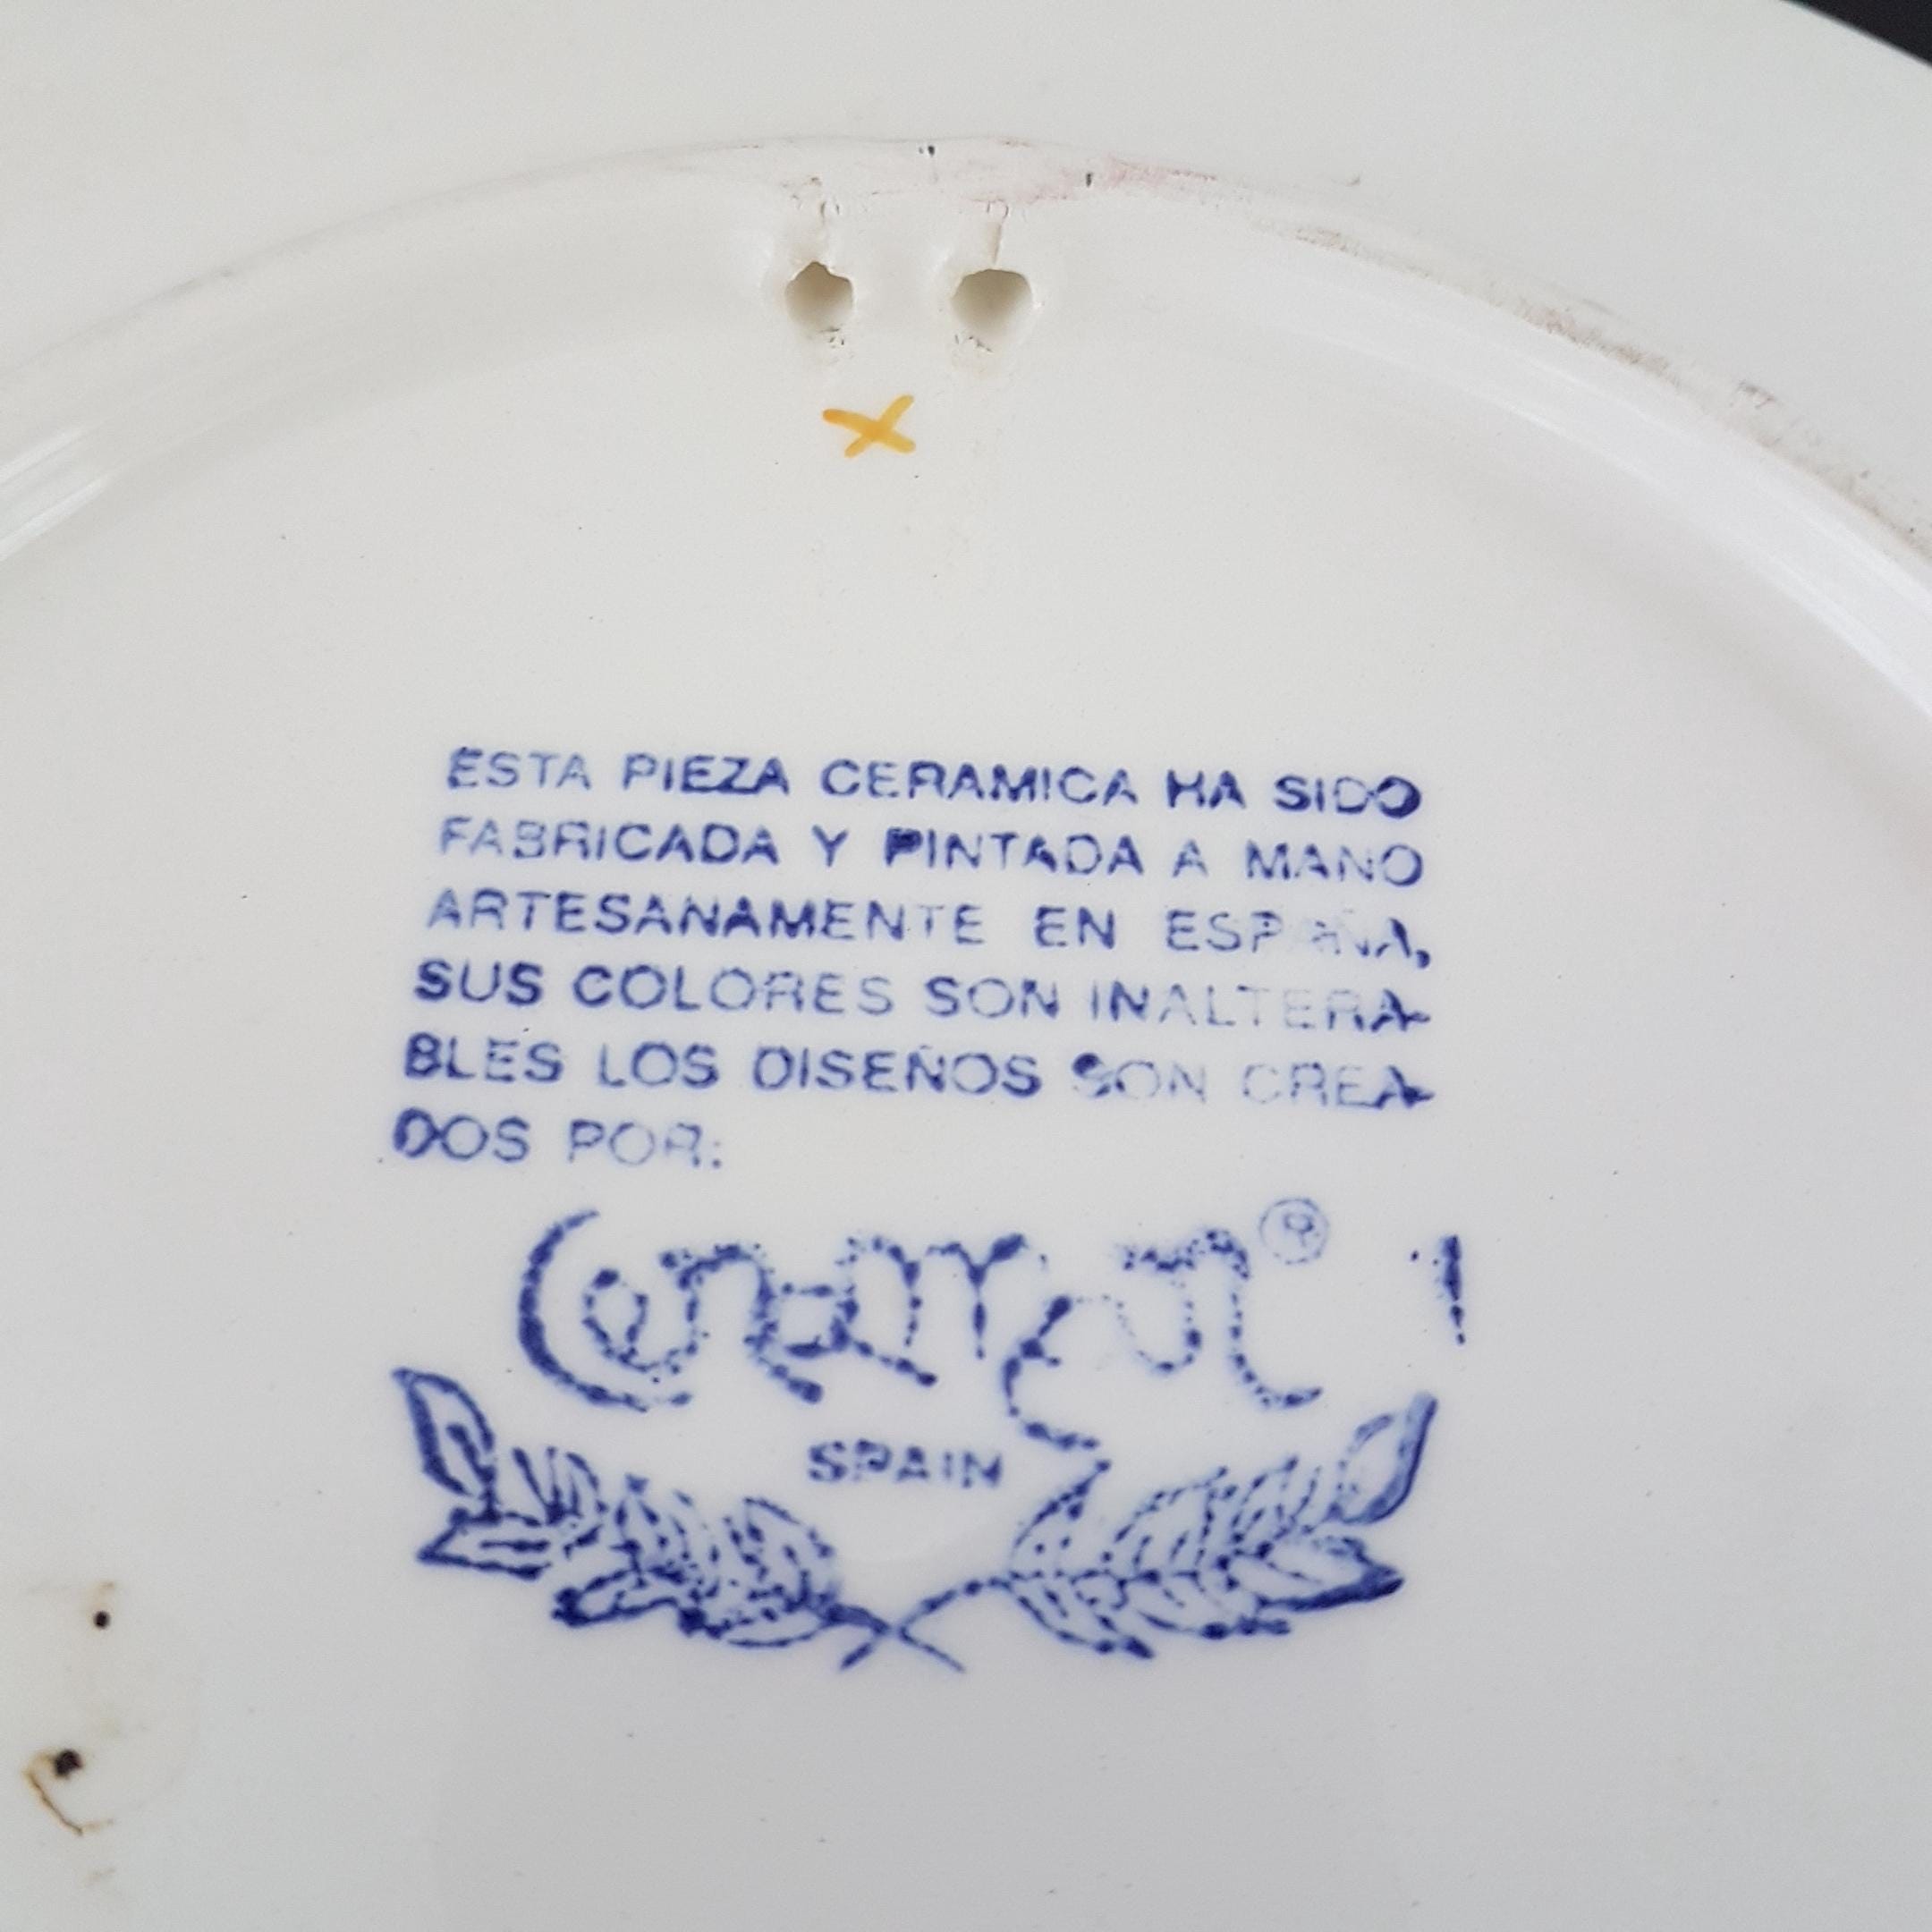 ESTA PIEZA CERAMICA HA SIDO
FABRICADA Y PINTADA A MANO
ARTESANAMENTE EN ESPAÑA,
SUS COLORES SON INALTERA-
BLES LOS DISEÑOS SON CREA-
DOS POR:
®
SPAIN